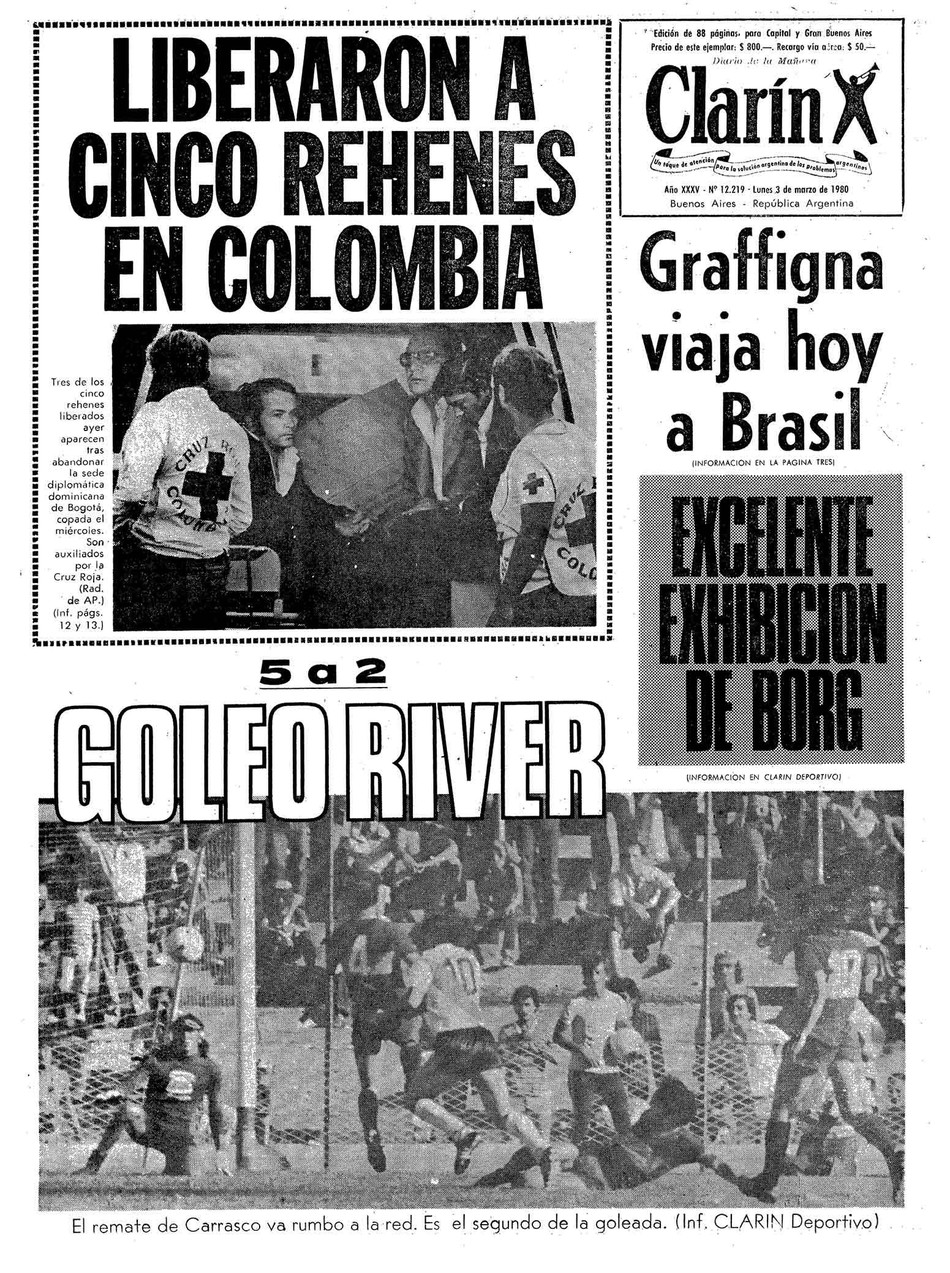 LIBERARON A
CINCO REHENES
EN COLOMBIA
Tres de los
cinco
rehenes
liberados
ayer
aparecen
tras
abandonar
la sede
diplomática
dominicana
de Bogotá,
copada el
miércoles.
Son
auxiliados
por la
Cruz Roja.
(Rad.
de AP.)
(Inf. págs.
12 y 13.)
CRUZ
CRUZ
COLO
Edición de 88 páginas, para Capital y Gran Buenos Aires
Precio de este ejemplar: $ 800.—. Recargo vía aérea: $ 50.—
Diario de la Mañana
Clarín
Un toque de atención para la solución argentina de los problemas argentinos
Año XXXV - Nº 12.219 - Lunes 3 de marzo de 1980
Buenos Aires - República Argentina
Graffigna
viaja hoy
a Brasil
(INFORMACION EN LA PAGINA TRES)
EXCELENTE
EXHIBICION
DE BORG
(INFORMACION EN CLARIN DEPORTIVO)
5 a 2
GOLEO RIVER
10
El remate de Carrasco va rumbo a la red. Es el segundo de la goleada. (Inf. CLARIN Deportivo)